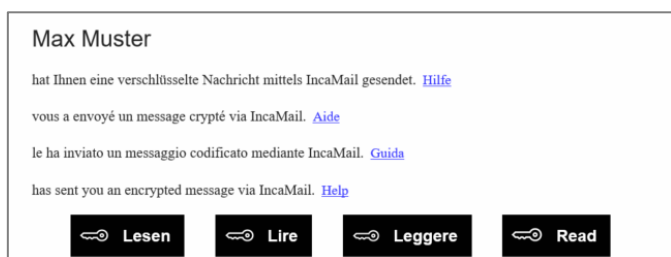 Max Muster
hat Ihnen eine verschlüsselte Nachricht mittels IncaMail gesendet. Hilfe
vous a envoyé un message crypté via IncaMail. Aide
le ha inviato un messaggio codificato mediante IncaMail. Guida
has sent you an encrypted message via IncaMail. Help
Lesen Lire Leggere Read